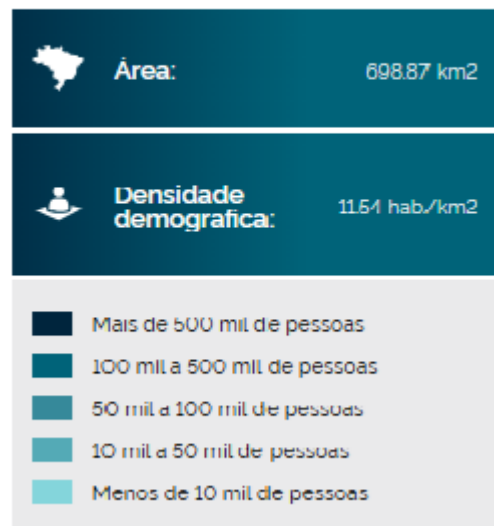 Área:
698.87 km2
Densidade
demografica:
11.54 hab./km2
Mais de 500 mil de pessoas
100 mil a 500 mil de pessoas
50 mil a 100 mil de pessoas
10 mil a 50 mil de pessoas
Menos de 10 mil de pessoas